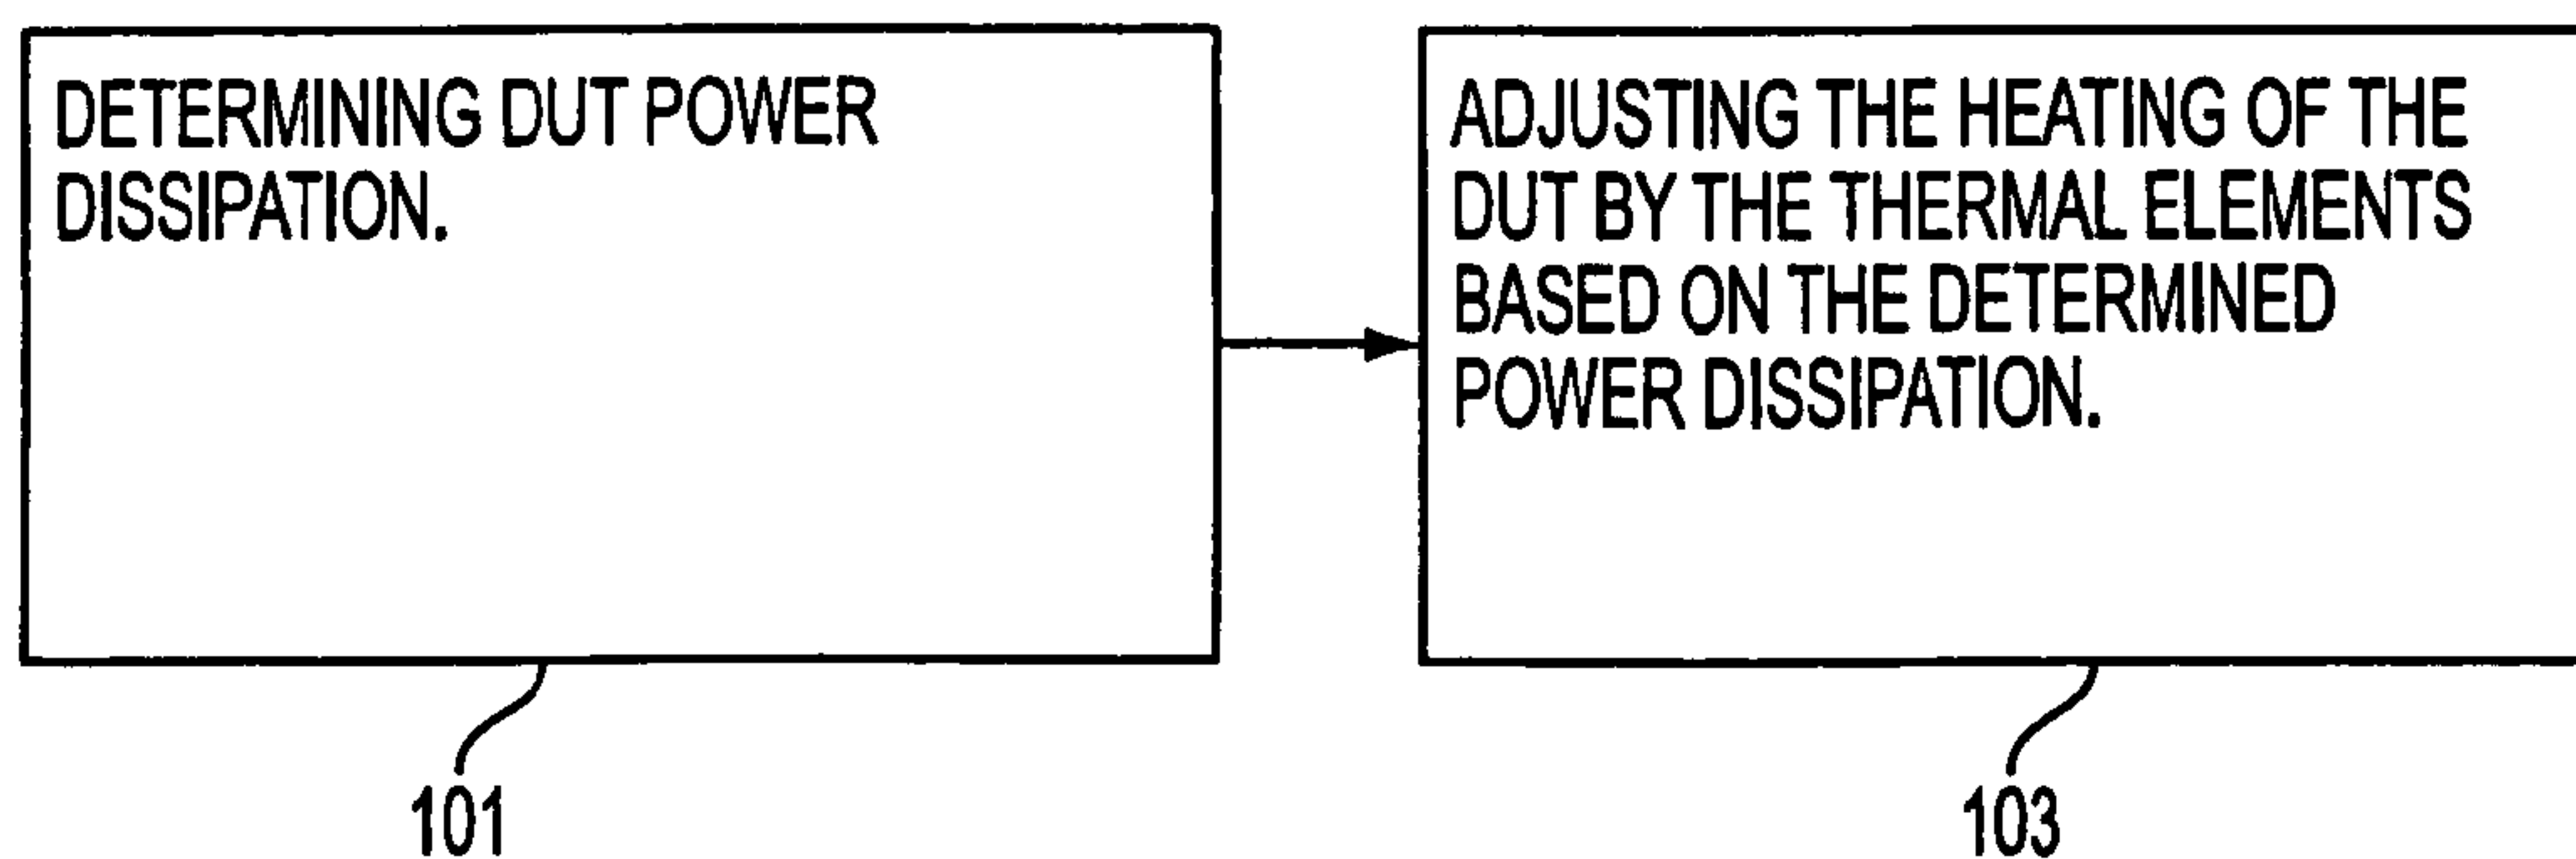 DETERMINING DUT POWER
DISSIPATION.
ADJUSTING THE HEATING OF THE
DUT BY THE THERMAL ELEMENTS
BASED ON THE DETERMINED
POWER DISSIPATION.
101
103